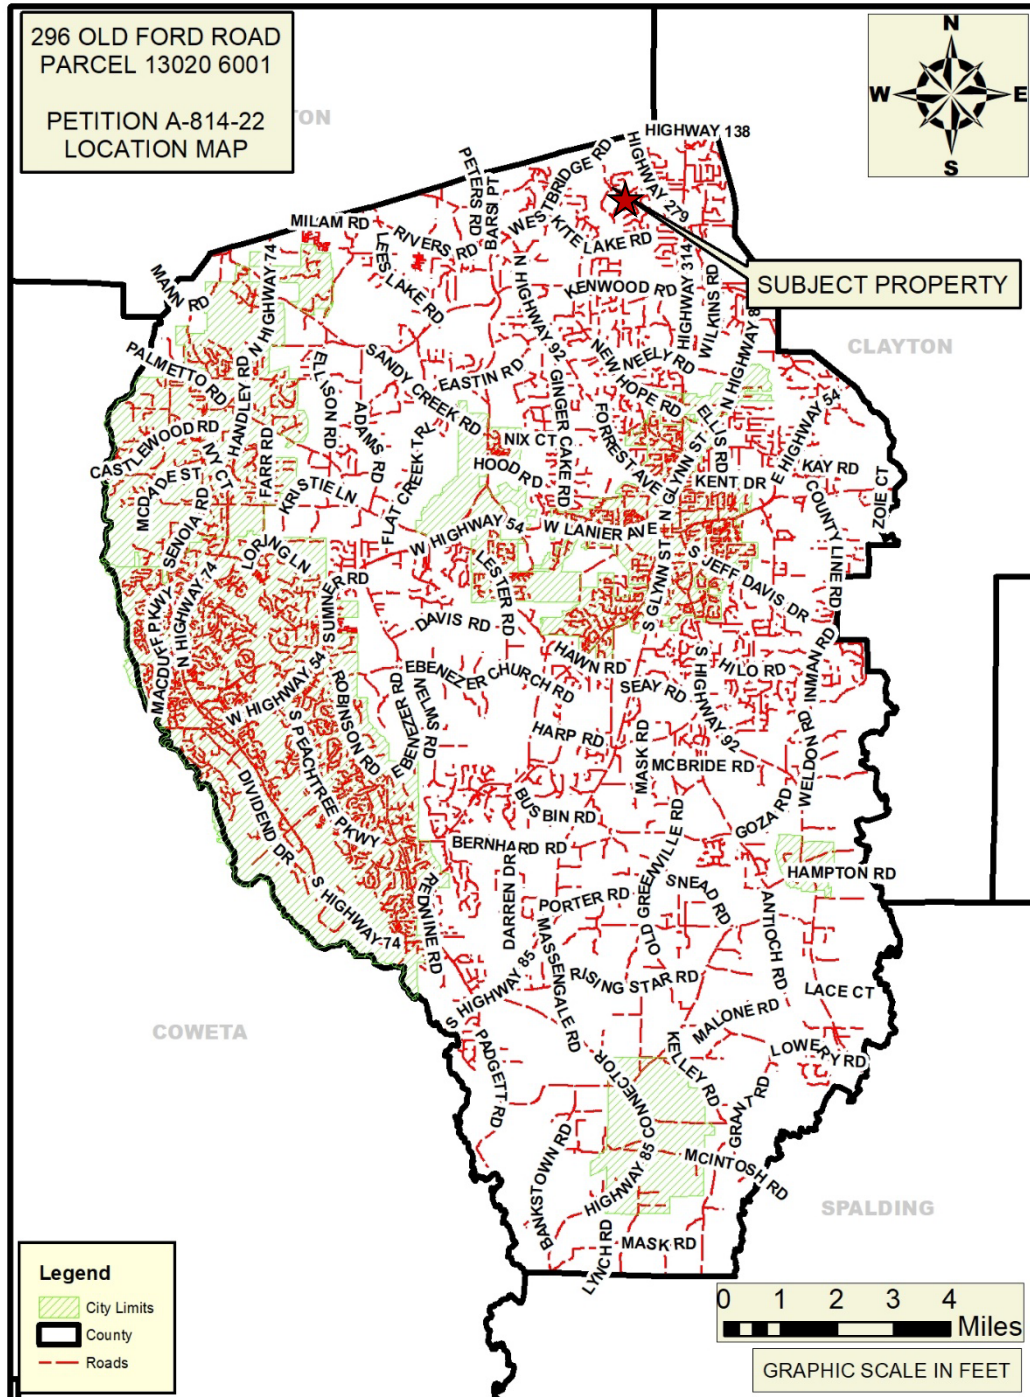 296 OLD FORD ROAD
PARCEL 13020 6001
PETITION A-814-22
LOCATION MAP
TON
N
W
E
S
HIGHWAY 138
HIGHWAY 279
PETERS RD
BARSI PT
WESTBRIDGE RD
MILAM RD
RIVERS RD
KITE LAKE RD
LEES LAKE RD
N HIGHWAY 74
MANN RD
N HIGHWAY 92
KENWOOD RD
HIGHWAY 314
WILKINS RD
SUBJECT PROPERTY
N HIGHWAY 8
CLAYTON
PALMETTO RD
HANDLEY RD
ELLISON RD
SANDY CREEK RD
EASTIN RD
NEELY RD
NEW HOPE RD
GINGER CAKE RD
ADAMS RD
FORREST AVE
ELLIS RD
N GLYNN ST
E HIGHWAY 54
CASTLEWOOD RD
IVY CT
FARR RD
KRISTIE LN
FLAT CREEK TRL
NIX CT
HOOD RD
KENT DR
KAY RD
COUNTY LINE RD
ZOIE CT
MCDADE ST
SENOIA RD
W HIGHWAY 54
W LANIER AVE
LOR
NG LN
LESTER RD
S JEFF DAVIS DR
S GLYNN ST
MACDUFF PKWY
N HIGHWAY 74
SUMNER RD
DAVIS RD
HAWN RD
HILO RD
INMAN RD
EBENEZER CHURCH RD
SEAY RD
S HIGHWAY 92
W HIGHWAY 54
ROBINSON RD
EBENEZER RD
NEWELMS RD
HARP RD
MASK RD
MCBRIDE RD
WELDON RD
DIVIDEND DR
S PEACHTREE PKWY
BUSBIN RD
GOZA RD
BERNHARD RD
HAMPTON RD
S HIGHWAY 74
REDWINE RD
DARREN DR
PORTER RD
OLD GREENVILLE RD
SNEAD RD
ANTIOCH RD
MASSENGALE RD
RISING STAR RD
S HIGHWAY 85
LACE CT
COWETA
MALONE RD
PADGETT RD
KELLEY RD
LOWERY RD
GRANT RD
HIGHWAY 85 CONNECTOR
BANKSTOWN RD
MCINTOSH RD
SPALDING
LYNCH RD
MASK RD
Legend
City Limits
County
Roads
0 1 2 3 4
Miles
GRAPHIC SCALE IN FEET